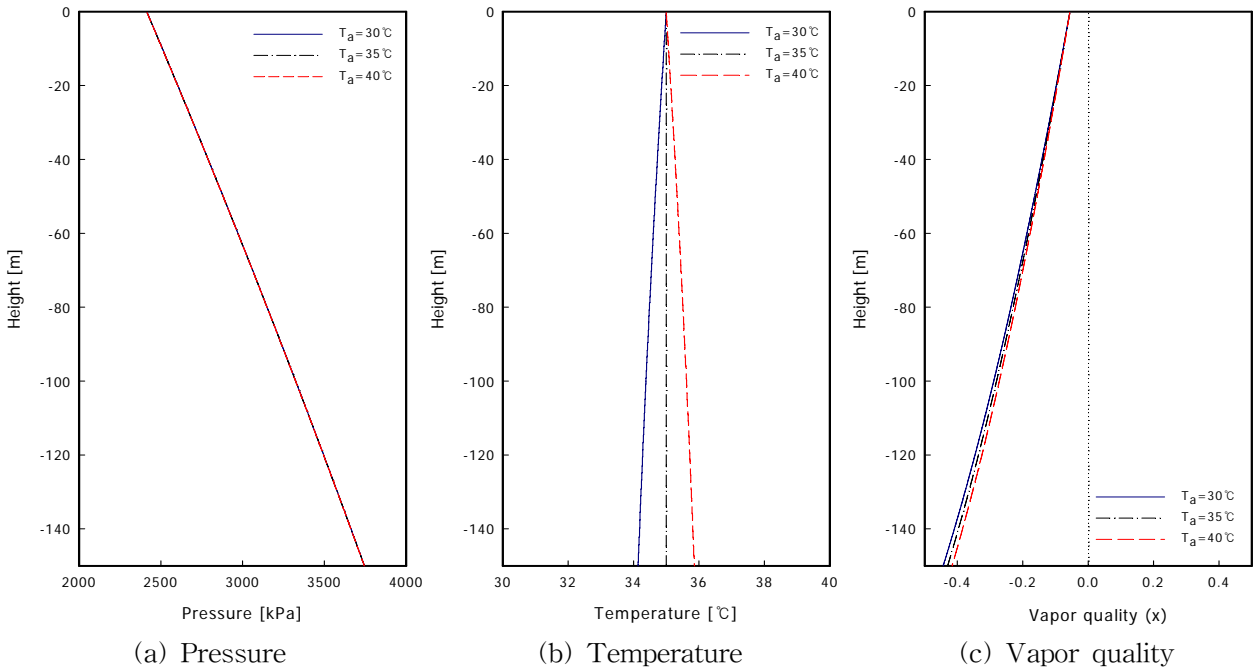 0
-20
-40
-60
-80
-100
-120
-140
2000
2500
3000
3500
4000
Height [m]
Pressure [kPa]
Ta=30℃
Ta=35℃
Ta=40℃
(a) Pressure
0
-20
-40
-60
-80
-100
-120
-140
30
32
34
36
38
40
Height [m]
Temperature [℃]
Ta=30℃
Ta=35℃
Ta=40℃
(b) Temperature
0
-20
-40
-60
-80
-100
-120
-140
-0.4
-0.2
0.0
0.2
0.4
Height [m]
Vapor quality (x)
Ta=30℃
Ta=35℃
Ta=40℃
(c) Vapor quality